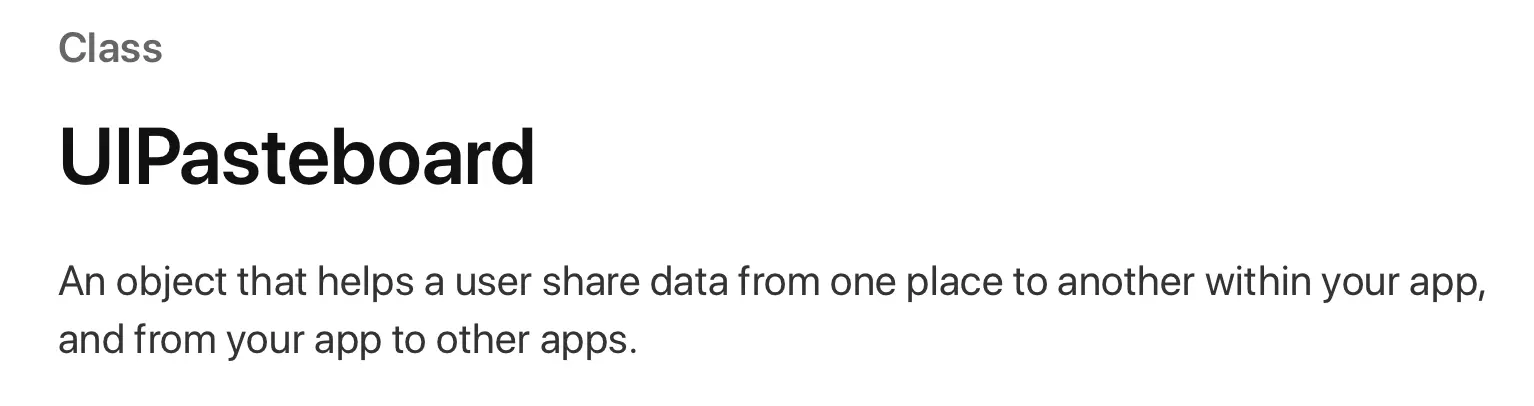 Class
UIPasteboard
An object that helps a user share data from one place to another within your app,
and from your app to other apps.